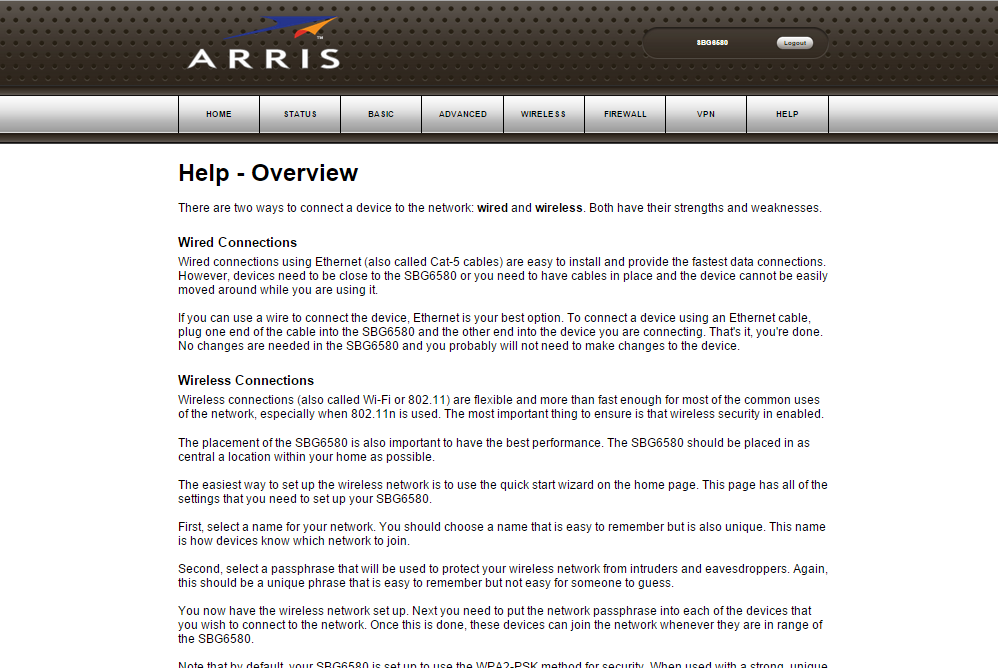 ARRIS
TM
SBG6580
Logout
HOME
STATUS
BASIC
ADVANCED
WIRELESS
FIREWALL
VPN
HELP
Help - Overview
There are two ways to connect a device to the network: wired and wireless. Both have their strengths and weaknesses.
Wired Connections
Wired connections using Ethernet (also called Cat-5 cables) are easy to install and provide the fastest data connections.
However, devices need to be close to the SBG6580 or you need to have cables in place and the device cannot be easily
moved around while you are using it.
If you can use a wire to connect the device, Ethernet is your best option. To connect a device using an Ethernet cable,
plug one end of the cable into the SBG6580 and the other end into the device you are connecting. That's it, you're done.
No changes are needed in the SBG6580 and you probably will not need to make changes to the device.
Wireless Connections
Wireless connections (also called Wi-Fi or 802.11) are flexible and more than fast enough for most of the common uses
of the network, especially when 802.11n is used. The most important thing to ensure is that wireless security in enabled.
The placement of the SBG6580 is also important to have the best performance. The SBG6580 should be placed in as
central a location within your home as possible.
The easiest way to set up the wireless network is to use the quick start wizard on the home page. This page has all of the
settings that you need to set up your SBG6580.
First, select a name for your network. You should choose a name that is easy to remember but is also unique. This name
is how devices know which network to join.
Second, select a passphrase that will be used to protect your wireless network from intruders and eavesdroppers. Again,
this should be a unique phrase that is easy to remember but not easy for someone to guess.
You now have the wireless network set up. Next you need to put the network passphrase into each of the devices that
you wish to connect to the network. Once this is done, these devices can join the network whenever they are in range of
the SBG6580.
Note that by default, your SBG6580 is set up to use the WPA2-PSK method for security. When used with a strong, unique